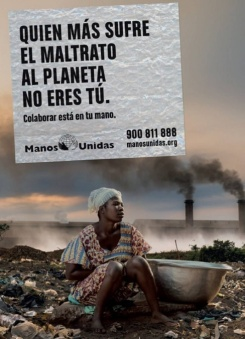 QUIEN MÁS SUFRE
EL MALTRATO
AL PLANETA
NO ERES TÚ.
Colaborar está en tu mano.
Manos Unidas
900 811 888
manosunidas.org